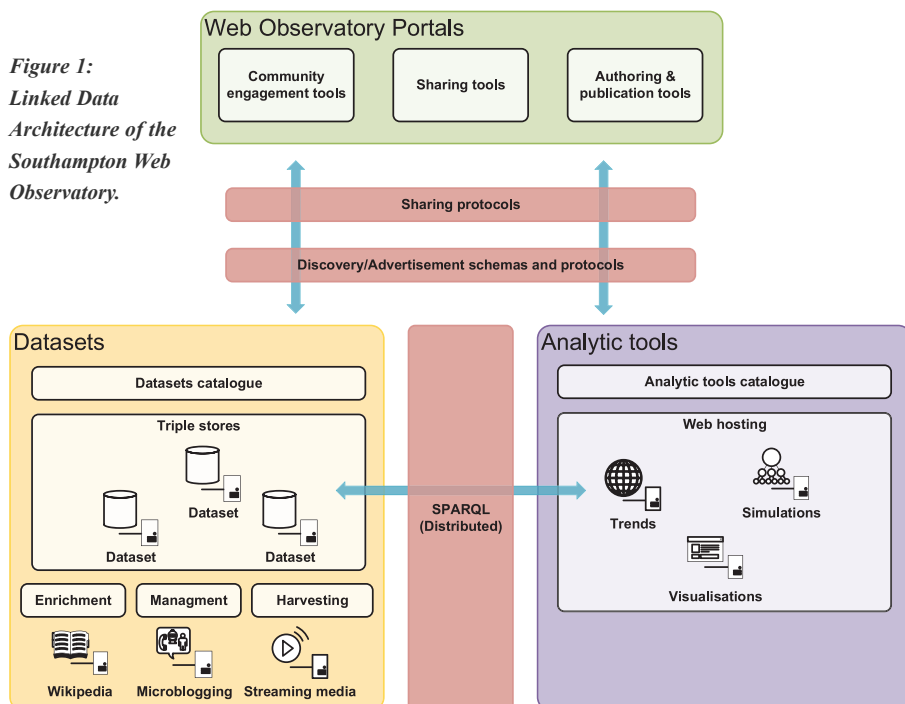 Figure 1:
Linked Data
Architecture of the
Southampton Web
Observatory.
Web Observatory Portals
Community
engagement tools
Sharing tools
Authoring &
publication tools
Sharing protocols
Discovery/Advertisement schemas and protocols
Datasets
Datasets catalogue
Triple stores
Dataset
Dataset
Dataset
Enrichment
Managment
Harvesting
Wikipedia
Microblogging
Streaming media
SPARQL
(Distributed)
Analytic tools
Analytic tools catalogue
Web hosting
Trends
Simulations
Visualisations